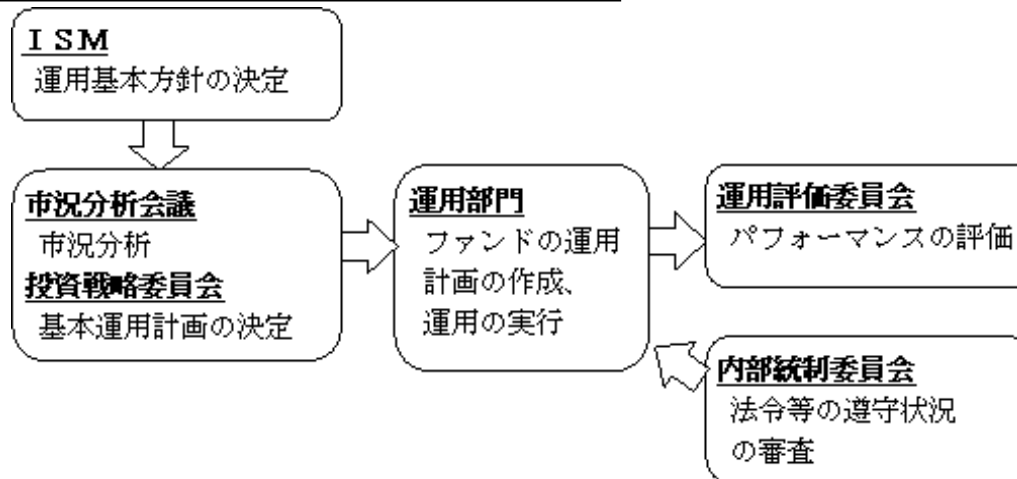 ＩＳＭ
運用基本方針の決定
市況分析会議
市況分析
投資戦略委員会
基本運用計画の決定
運用部門
ファンドの運用
計画の作成、
運用の実行
運用評価委員会
パフォーマンスの評価
内部統制委員会
法令等の遵守状況
の審査